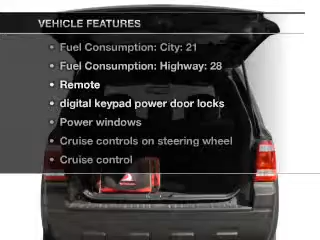 VEHICLE FEATURES
• Fuel Consumption: City: 21
• Fuel Consumption: Highway: 28
• Remote
• digital keypad power door locks
• Power windows
• Cruise controls on steering wheel
• Cruise control